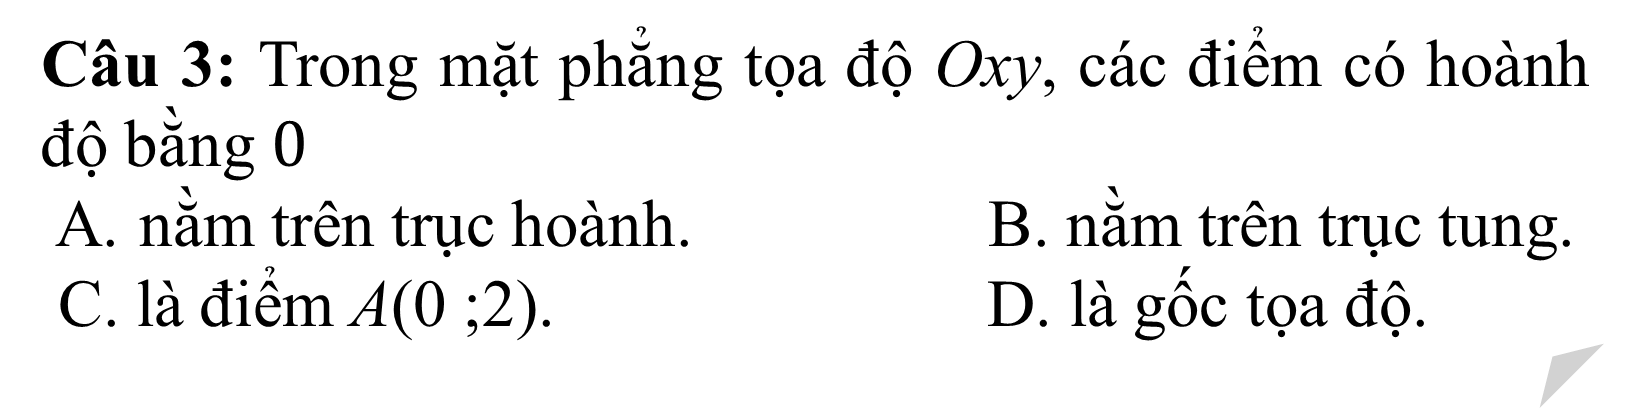 Câu 3: Trong mặt phẳng tọa độ Oxy, các điểm có hoành
độ bằng 0
A. nằm trên trục hoành. B. nằm trên trục tung.
C. là điểm A(0 ;2). D. là gốc tọa độ.